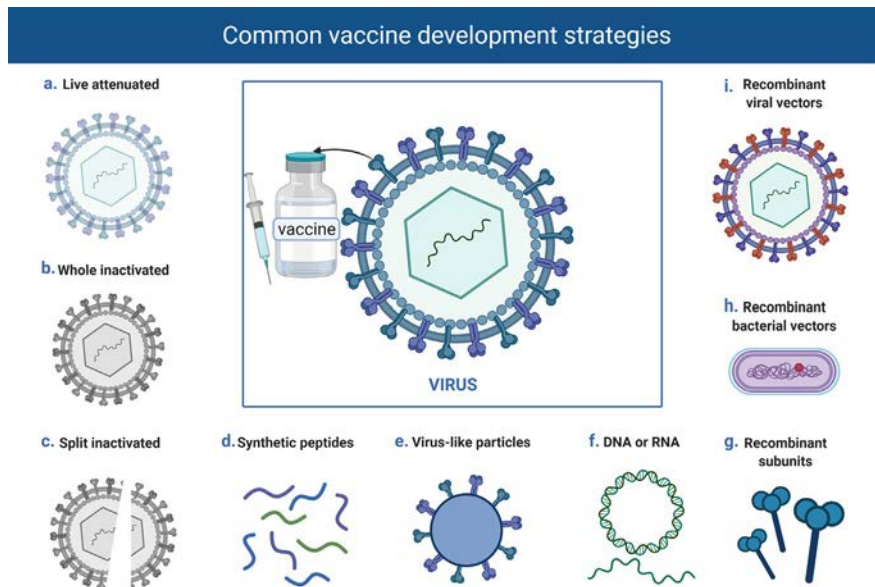 Common vaccine development strategies
a. Live attenuated
b. Whole inactivated
c. Split inactivated
vaccine
VIRUS
d. Synthetic peptides
e. Virus-like particles
f. DNA or RNA
g. Recombinant
subunits
h. Recombinant
bacterial vectors
i. Recombinant
viral vectors